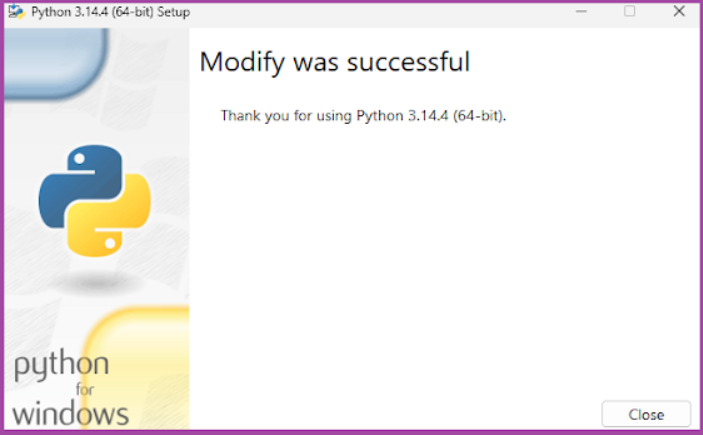 Python 3.14.4 (64-bit) Setup
Modify was successful
Thank you for using Python 3.14.4 (64-bit).
python
for
windows
Close